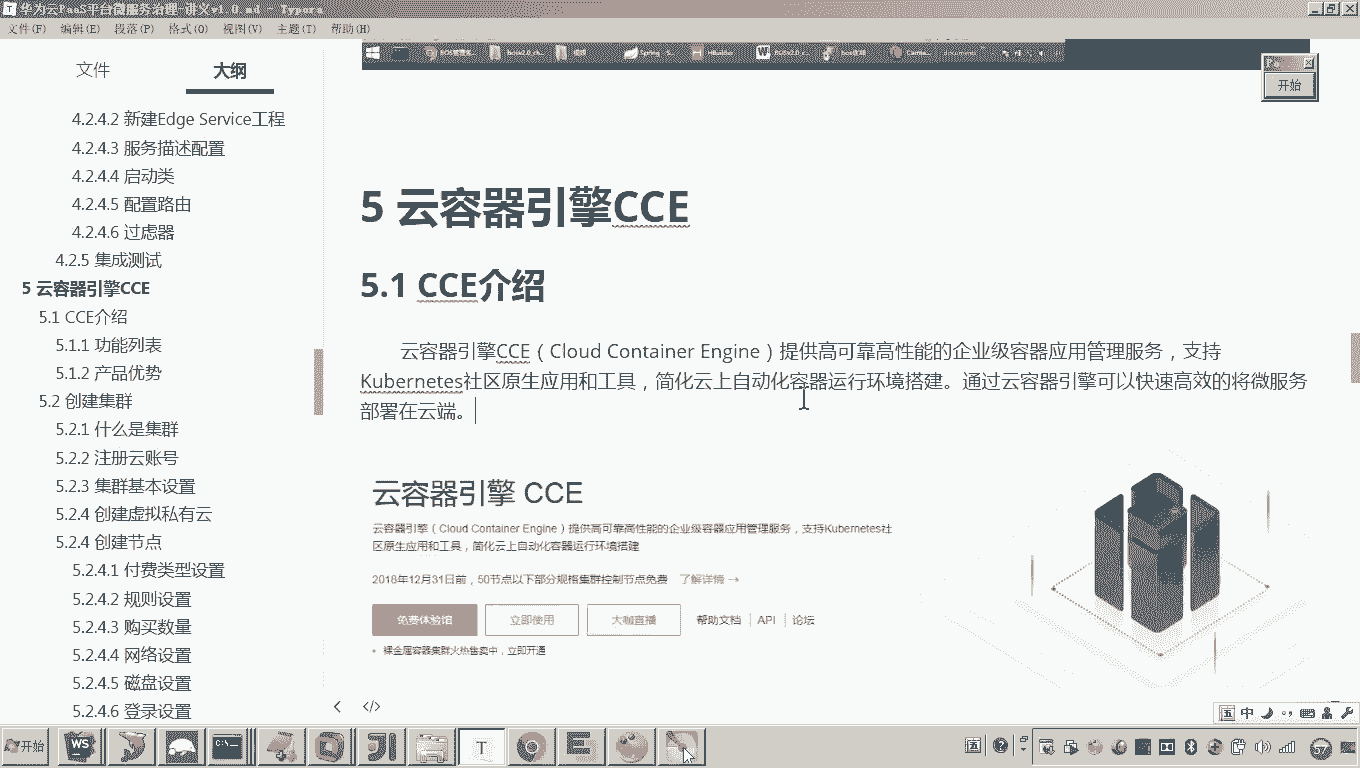 华为云PaaS平台微服务治理-讲义v1.0.md - Typora
文件(F) 编辑(E) 段落(P) 格式(O) 视图(V) 主题(T) 帮助(H)
文件 大纲
4.2.4.2 新建Edge Service工程
4.2.4.3 服务描述配置
4.2.4.4 启动类
4.2.4.5 配置路由
4.2.4.6 过虑器
4.2.5 集成测试
5 云容器引擎CCE
5.1 CCE介绍
5.1.1 功能列表
5.1.2 产品优势
5.2 创建集群
5.2.1 什么是集群
5.2.2 注册云账号
5.2.3 集群基本设置
5.2.4 创建虚拟私有云
5.2.4 创建节点
5.2.4.1 付费类型设置
5.2.4.2 规则设置
5.2.4.3 购买数量
5.2.4.4 网络设置
5.2.4.5 磁盘设置
5.2.4.6 登录设置
开始
5 云容器引擎CCE
5.1 CCE介绍
云容器引擎CCE（Cloud Container Engine）提供高可靠高性能的企业级容器应用管理服务，支持
Kubernetes社区原生应用和工具，简化云上自动化容器运行环境搭建。通过云容器引擎可以快速高效的将微服务
部署在云端。
云容器引擎 CCE
云容器引擎（Cloud Container Engine）提供高可靠高性能的企业级容器应用管理服务，支持Kubernetes社
区原生应用和工具，简化云上自动化容器运行环境搭建
2018年12月31日前，50节点以下部分规格集群控制节点免费 了解详情 →
免费体验馆 立即使用 大咖直播 帮助文档 API 论坛
裸金属容器集群火热售卖中，立即开通
五 中
开始